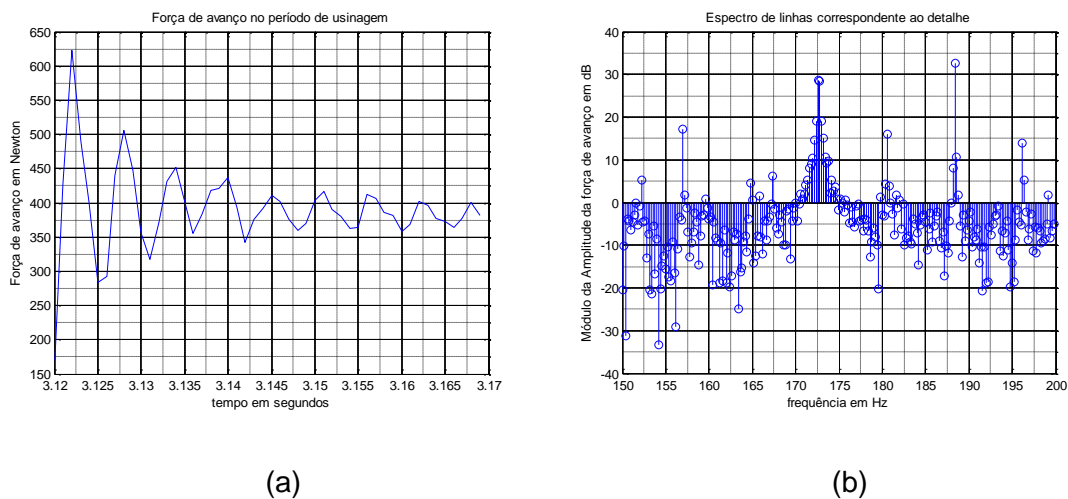 Força de avanço no período de usinagem
650
600
550
500
450
400
350
300
250
200
150
3.12 3.125 3.13 3.135 3.14 3.145 3.15 3.155 3.16 3.165 3.17
tempo em segundos
Força de avanço em Newton
(a)
Espectro de linhas correspondente ao detalhe
40
30
20
10
0
-10
-20
-30
-40
150 155 160 165 170 175 180 185 190 195 200
frequência em Hz
Módulo da Amplitude da força de avanço em dB
(b)